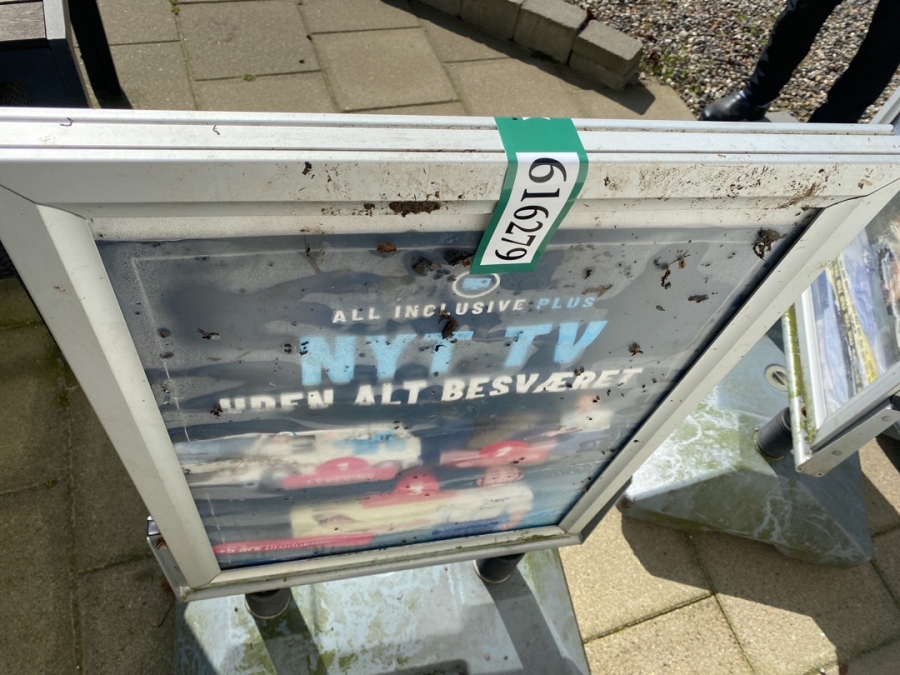 616279
ALL INCLUSIVE PLUS
NYT TV
UDEN ALT BESVÆRET